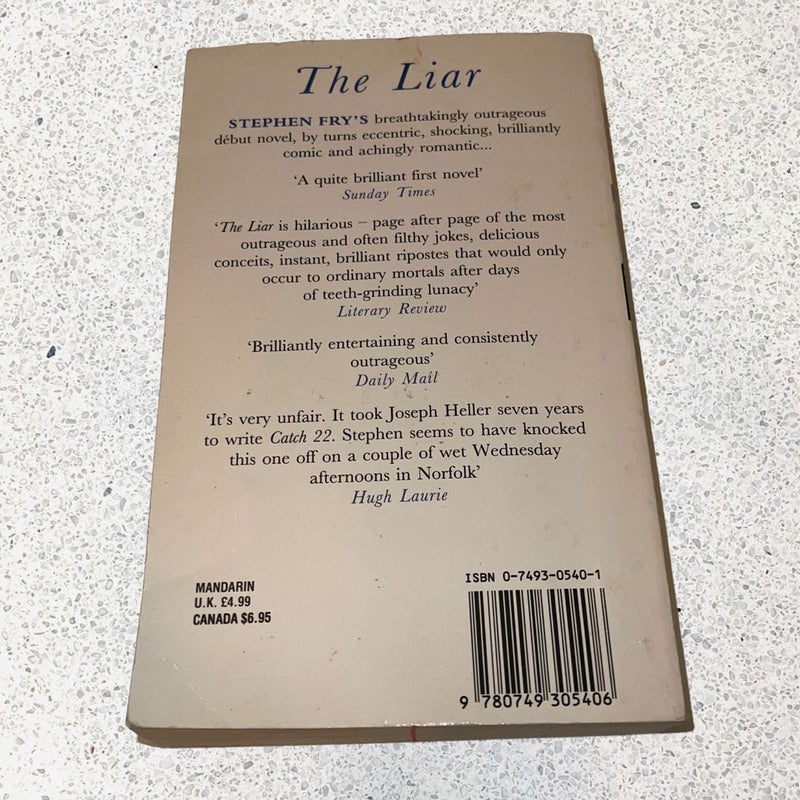 The Liar
STEPHEN FRY'S breathtakingly outrageous
début novel, by turns eccentric, shocking, brilliantly
comic and achingly romantic...
'A quite brilliant first novel'
Sunday Times
'The Liar is hilarious – page after page of the most
outrageous and often filthy jokes, delicious
conceits, instant, brilliant ripostes that would only
occur to ordinary mortals after days
of teeth-grinding lunacy'
Literary Review
'Brilliantly entertaining and consistently
outrageous'
Daily Mail
'It's very unfair. It took Joseph Heller seven years
to write Catch 22. Stephen seems to have knocked
this one off on a couple of wet Wednesday
afternoons in Norfolk'
Hugh Laurie
MANDARIN
U.K. £4.99
CANADA $6.95
ISBN 0-7493-0540-1
9 780749 305406